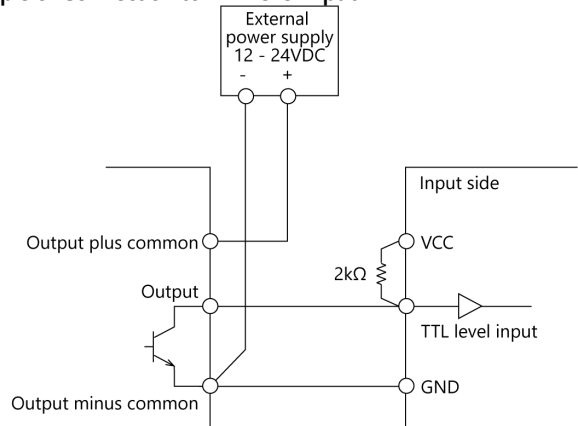 External
power supply
12 - 24VDC
- +
Input side
Output plus common
VCC
2kΩ
Output
TTL level input
GND
Output minus common